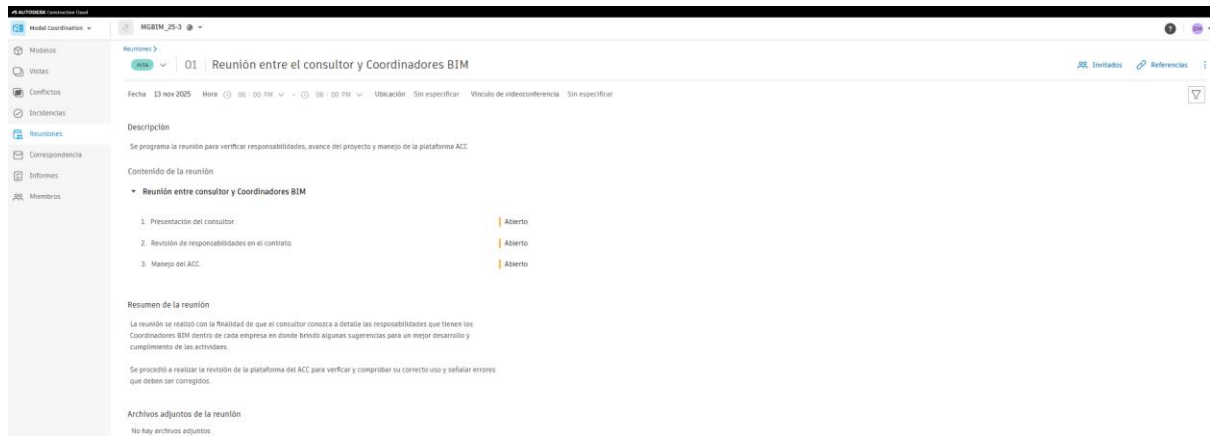 AUTODESK Construction Cloud
Model Coordination
MGBIM_25-3
DM
Modelos
Vistas
Conflictos
Incidencias
Reuniones
Correspondencia
Informes
Miembros
Reuniones >
Acta
01 Reunión entre el consultor y Coordinadores BIM
Invitados Referencias
Fecha 13 nov 2025 Hora 06 : 00 PM - 08 : 00 PM Ubicación Sin especificar Vínculo de videoconferencia Sin especificar
Descripción
Se programa la reunión para verificar responsabilidades, avance del proyecto y manejo de la plataforma ACC
Contenido de la reunión
Reunión entre consultor y Coordinadores BIM
1. Presentación del consultor. Abierto
2. Revisión de responsabilidades en el contrato. Abierto
3. Manejo del ACC Abierto
Resumen de la reunión
La reunión se realizó con la finalidad de que el consultor conozca a detalle las resposabilidades que tienen los
Coordinadores BIM dentro de cada empresa en donde brindó algunas sugerencias para un mejor desarrollo y
cumplimiento de las actividaes.
Se procedió a realizar la revisión de la plataforma del ACC para verficar y comprobar su correcto uso y señalar errores
que deben ser corregidos.
Archivos adjuntos de la reunión
No hay archivos adjuntos